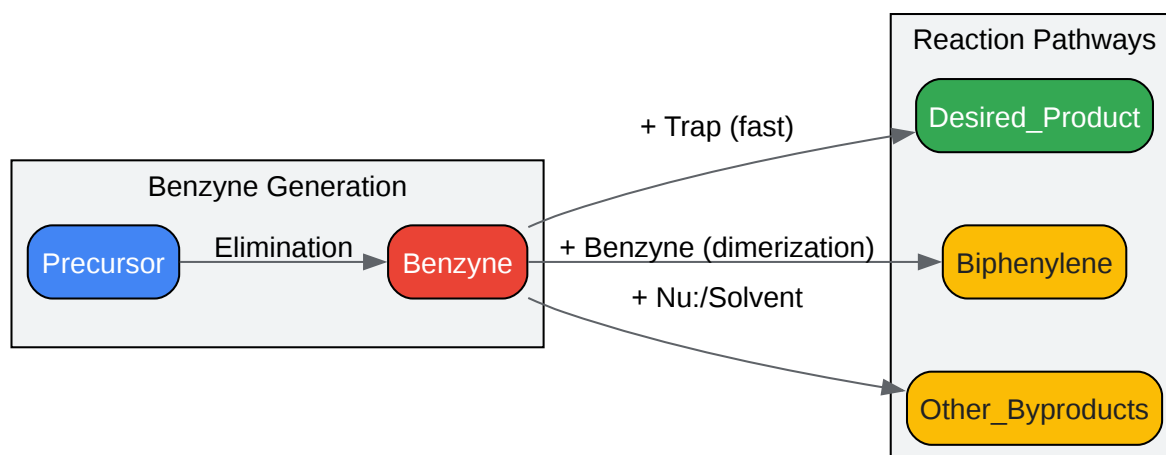 Reaction Pathways
Desired_Product
+ Trap (fast)
Benzyne Generation
Precursor
Elimination
Benzyne
+ Benzyne (dimerization)
Biphenylene
+ Nu:/Solvent
Other_Byproducts